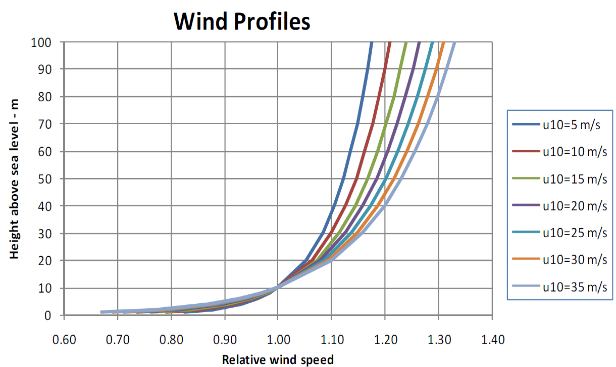 Wind Profiles
Height above sea level - m
100
90
80
70
60
50
40
30
20
10
0
0.60 0.70 0.80 0.90 1.00 1.10 1.20 1.30 1.40
Relative wind speed
u10=5 m/s
u10=10 m/s
u10=15 m/s
u10=20 m/s
u10=25 m/s
u10=30 m/s
u10=35 m/s